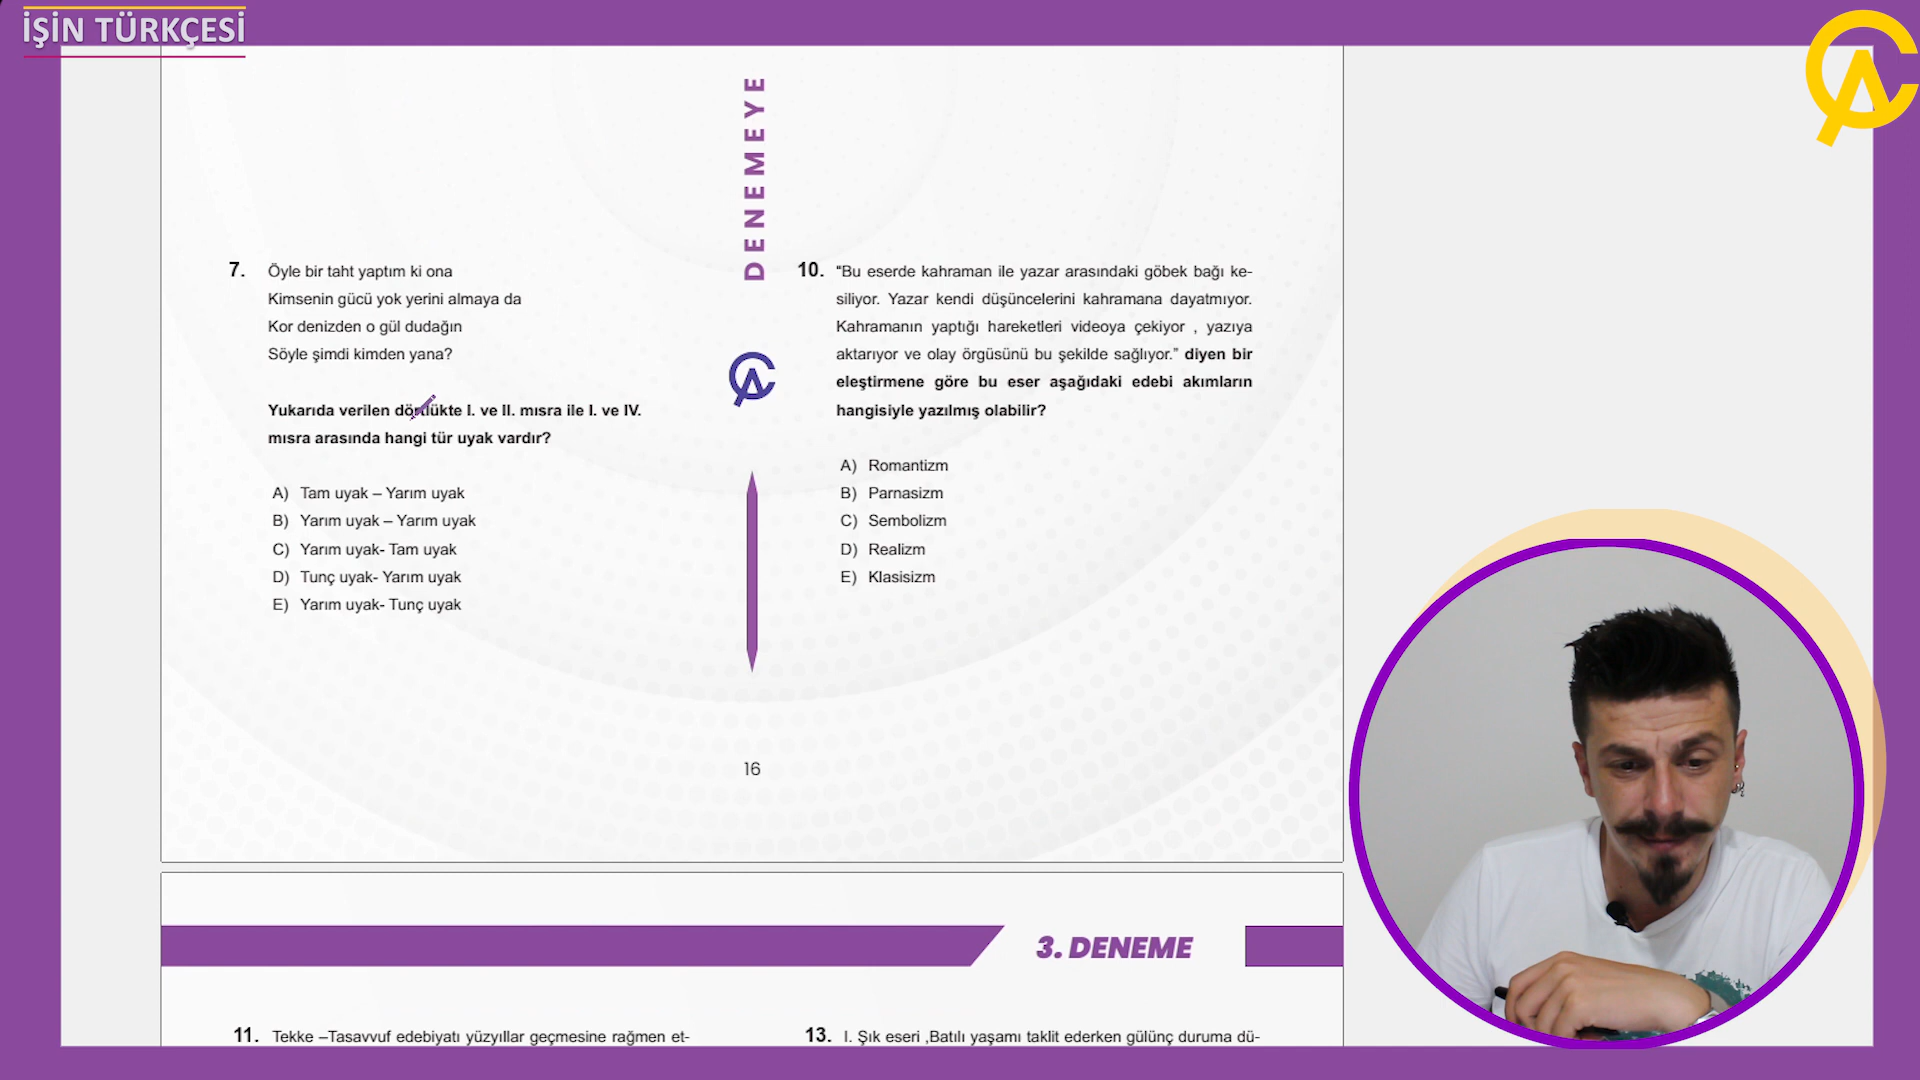 İŞİN TÜRKÇESİ
DENEMEYE
7. Öyle bir taht yaptım ki ona
Kimsenin gücü yok yerini almaya da
Kor denizden o gül dudağın
Söyle şimdi kimden yana?
Yukarıda verilen dörtlükte I. ve II. mısra ile I. ve IV.
mısra arasında hangi tür uyak vardır?
A) Tam uyak – Yarım uyak
B) Yarım uyak – Yarım uyak
C) Yarım uyak- Tam uyak
D) Tunç uyak- Yarım uyak
E) Yarım uyak- Tunç uyak
10. “Bu eserde kahraman ile yazar arasındaki göbek bağı ke-
siliyor. Yazar kendi düşüncelerini kahramana dayatmıyor.
Kahramanın yaptığı hareketleri videoya çekiyor , yazıya
aktarıyor ve olay örgüsünü bu şekilde sağlıyor.” diyen bir
eleştirmene göre bu eser aşağıdaki edebi akımların
hangisiyle yazılmış olabilir?
A) Romantizm
B) Parnasizm
C) Sembolizm
D) Realizm
E) Klasisizm
16
3. DENEME
11. Tekke –Tasavvuf edebiyatı yüzyıllar geçmesine rağmen et-
13. I. Şık eseri ,Batılı yaşamı taklit ederken gülünç duruma dü-